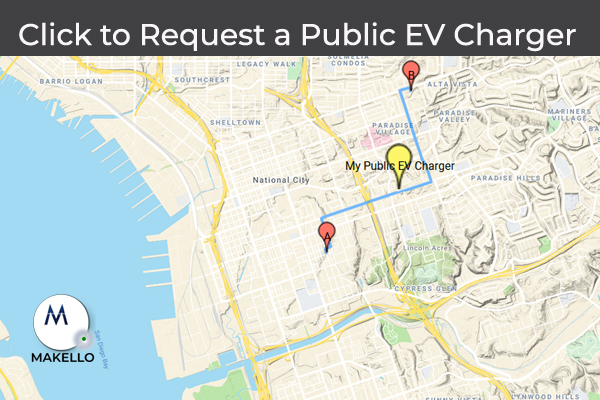 Click to Request a Public EV Charger
LEGACY WALK
SOLMELIA
CONDOS
BARRIO LOGAN
SOUTHCREST
B
ALTA VISTA
SHELLTOWN
PARADISE
VALLEY
MARINERS
VILLAGE
PARADISE
VILLAGE
My Public EV Charger
National City
PARADISE HILLS
A
Lincoln Acres
CYPRESS GLEN
M
MAKELLO
San Diego Bay
LYNWOOD HILLS